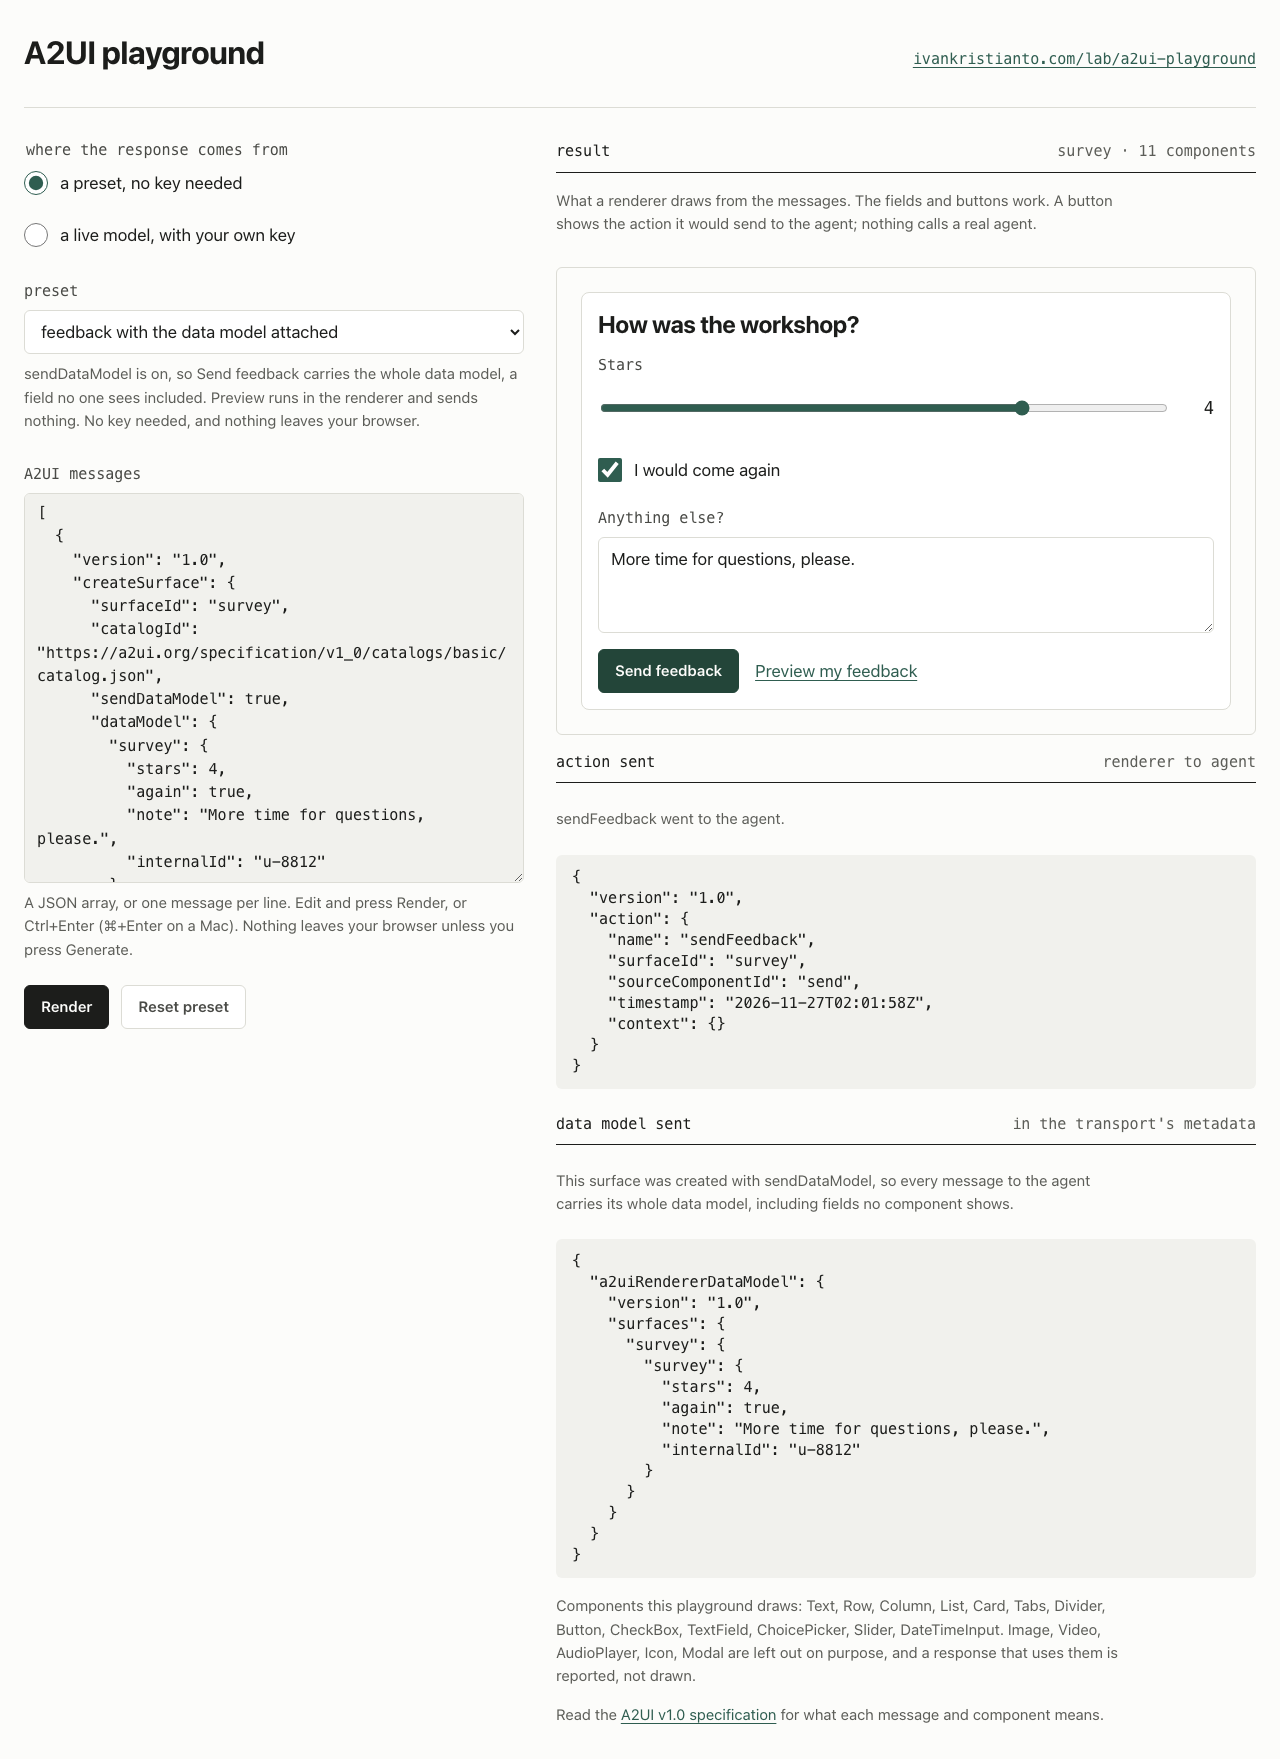 A2UI playground
ivankristianto.com/lab/a2ui-playground
where the response comes from
a preset, no key needed
a live model, with your own key
preset
feedback with the data model attached
sendDataModel is on, so Send feedback carries the whole data model, a
field no one sees included. Preview runs in the renderer and sends
nothing. No key needed, and nothing leaves your browser.
A2UI messages
[
  {
    "version": "1.0",
    "createSurface": {
      "surfaceId": "survey",
      "catalogId":
"https://a2ui.org/specification/v1_0/catalogs/basic/
catalog.json",
      "sendDataModel": true,
      "dataModel": {
        "survey": {
          "stars": 4,
          "again": true,
          "note": "More time for questions,
please.",
          "internalId": "u-8812"
        }
A JSON array, or one message per line. Edit and press Render, or
Ctrl+Enter (⌘+Enter on a Mac). Nothing leaves your browser unless you
press Generate.
Render
Reset preset
result
survey · 11 components
What a renderer draws from the messages. The fields and buttons work. A button
shows the action it would send to the agent; nothing calls a real agent.
How was the workshop?
Stars
4
I would come again
Anything else?
More time for questions, please.
Send feedback
Preview my feedback
action sent
renderer to agent
sendFeedback went to the agent.
{
  "version": "1.0",
  "action": {
    "name": "sendFeedback",
    "surfaceId": "survey",
    "sourceComponentId": "send",
    "timestamp": "2026-11-27T02:01:58Z",
    "context": {}
  }
}
data model sent
in the transport's metadata
This surface was created with sendDataModel, so every message to the agent
carries its whole data model, including fields no component shows.
{
  "a2uiRendererDataModel": {
    "version": "1.0",
    "surfaces": {
      "survey": {
        "survey": {
          "stars": 4,
          "again": true,
          "note": "More time for questions, please.",
          "internalId": "u-8812"
        }
      }
    }
  }
}
Components this playground draws: Text, Row, Column, List, Card, Tabs, Divider,
Button, CheckBox, TextField, ChoicePicker, Slider, DateTimeInput. Image, Video,
AudioPlayer, Icon, Modal are left out on purpose, and a response that uses them is
reported, not drawn.
Read the A2UI v1.0 specification for what each message and component means.